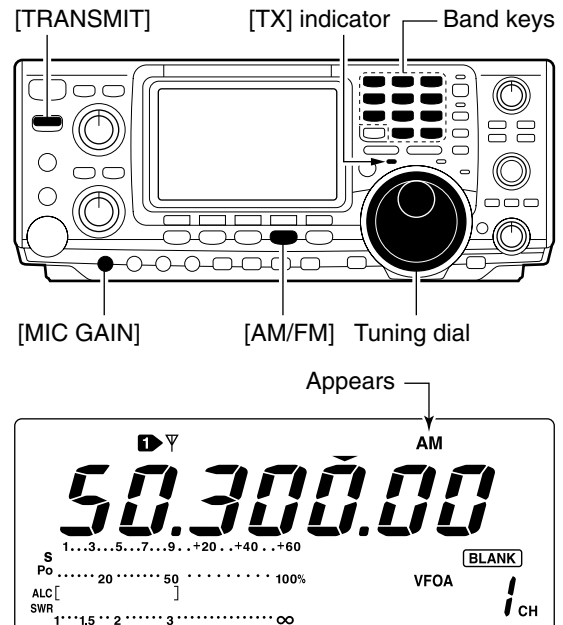 [TRANSMIT] [TX] indicator Band keys
[MIC GAIN] [AM/FM] Tuning dial
Appears
1 AM
50.300.00
S 1...3...5...7...9..+20..+40..+60
BLANK
Po ······ 20 ······· 50 · · · · · · · · · 100%
VFOA 1 CH
ALC [ ]
SWR 1····1.5·· 2 ······ 3 ················ ∞